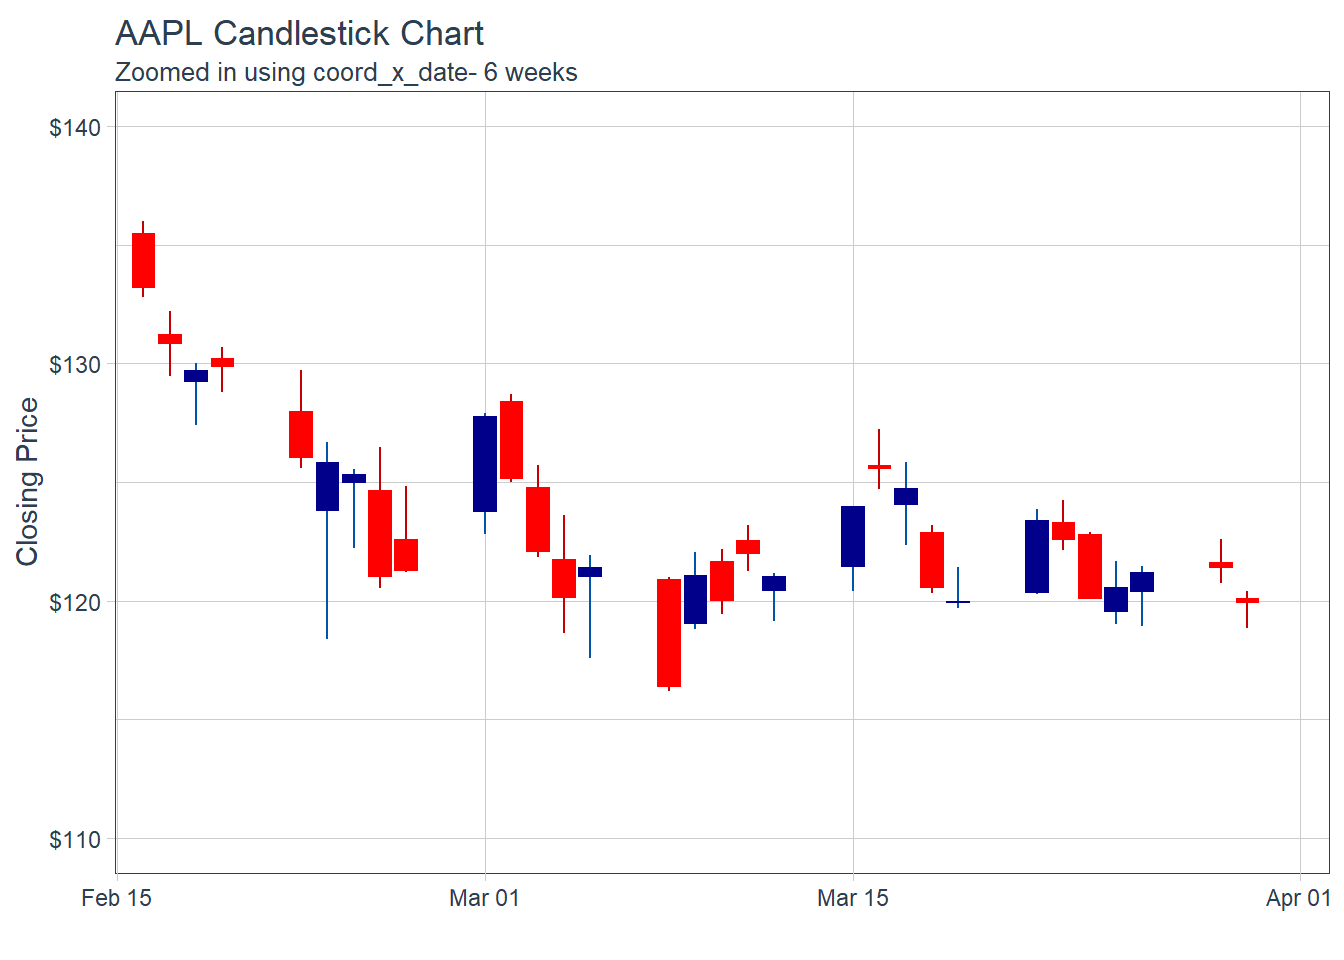 AAPL Candlestick Chart
Zoomed in using coord_x_date- 6 weeks
$140
$130
$120
$110
Closing Price
Feb 15 Mar 01 Mar 15 Apr 01